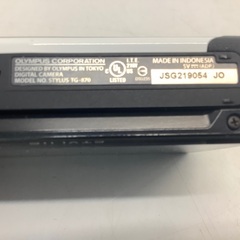 OLYMPUS CORPORATION
DESIGNED BY OLYMPUS IN TOKYO
DIGITAL CAMERA
MODEL NO. STYLUS TG-870
UL LISTED
I.T.E.
MADE IN INDONESIA
JSG219054 JO